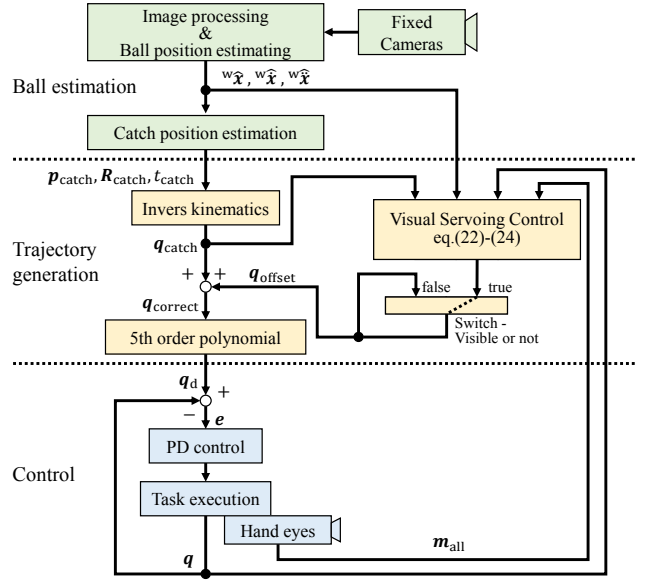 Image processing
&
Ball position estimating
Fixed
Cameras
Ball estimation
ʷx̂, ʷẋ̂, ʷẍ̂
Catch position estimation
p_catch, R_catch, t_catch
Invers kinematics
Visual Servoing Control
eq.(22)-(24)
q_catch
Trajectory
generation
+ +
q_offset
false
true
q_correct
Switch -
Visible or not
5th order polynomial
q_d
+
−
e
PD control
Control
Task execution
Hand eyes
m_all
q